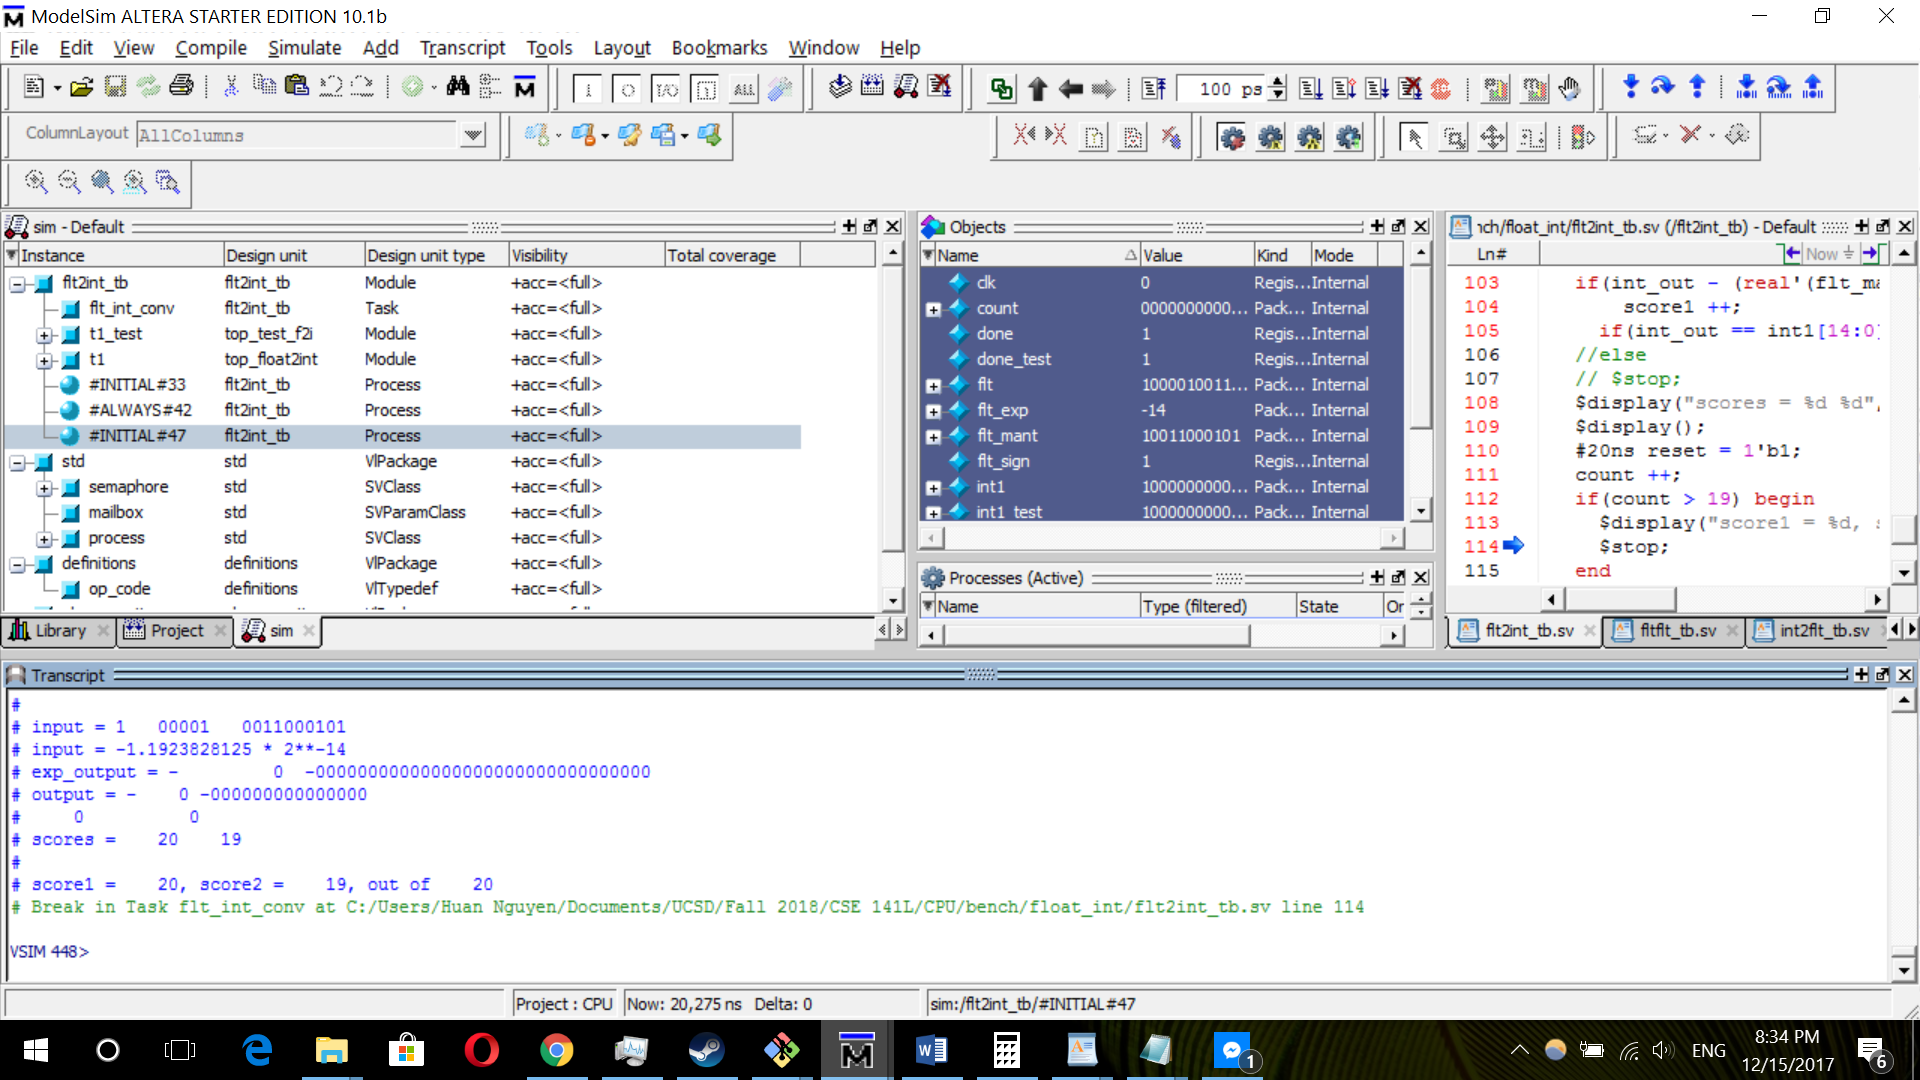 ModelSim ALTERA STARTER EDITION 10.1b
File Edit View Compile Simulate Add Transcript Tools Layout Bookmarks Window Help
100 ps
ColumnLayout AllColumns
sim - Default
Instance Design unit Design unit type Visibility Total coverage
flt2int_tb flt2int_tb Module +acc=<full>
flt_int_conv flt2int_tb Task +acc=<full>
t1_test top_test_f2i Module +acc=<full>
t1 top_float2int Module +acc=<full>
#INITIAL#33 flt2int_tb Process +acc=<full>
#ALWAYS#42 flt2int_tb Process +acc=<full>
#INITIAL#47 flt2int_tb Process +acc=<full>
std std VlPackage +acc=<full>
semaphore std SVClass +acc=<full>
mailbox std SVParamClass +acc=<full>
process std SVClass +acc=<full>
definitions definitions VlPackage +acc=<full>
op_code definitions VlTypedef +acc=<full>
Library Project sim
Objects
Name Value Kind Mode
clk 0 Regis... Internal
count 0000000000... Pack... Internal
done 1 Regis... Internal
done_test 1 Regis... Internal
flt 1000010011... Pack... Internal
flt_exp -14 Pack... Internal
flt_mant 10011000101 Pack... Internal
flt_sign 1 Regis... Internal
int1 1000000000... Pack... Internal
int1_test 1000000000... Pack... Internal
Processes (Active)
Name Type (filtered) State Or
nch/float_int/flt2int_tb.sv (/flt2int_tb) - Default
Ln# Now
103 if(int_out - (real'(flt_ma
104 score1 ++;
105 if(int_out == int1[14:0]
106 //else
107 // $stop;
108 $display("scores = %d %d",
109 $display();
110 #20ns reset = 1'b1;
111 count ++;
112 if(count > 19) begin
113 $display("score1 = %d, s
114 $stop;
115 end
flt2int_tb.sv fltflt_tb.sv int2flt_tb.sv
Transcript
#
# input = 1 00001 0011000101
# input = -1.1923828125 * 2**-14
# exp_output = - 0 -00000000000000000000000000000000
# output = - 0 -000000000000000
# 0 0
# scores = 20 19
#
# score1 = 20, score2 = 19, out of 20
# Break in Task flt_int_conv at C:/Users/Huan Nguyen/Documents/UCSD/Fall 2018/CSE 141L/CPU/bench/float_int/flt2int_tb.sv line 114
VSIM 448>
Project : CPU Now: 20,275 ns Delta: 0 sim:/flt2int_tb/#INITIAL#47
1
ENG
8:34 PM
12/15/2017
6